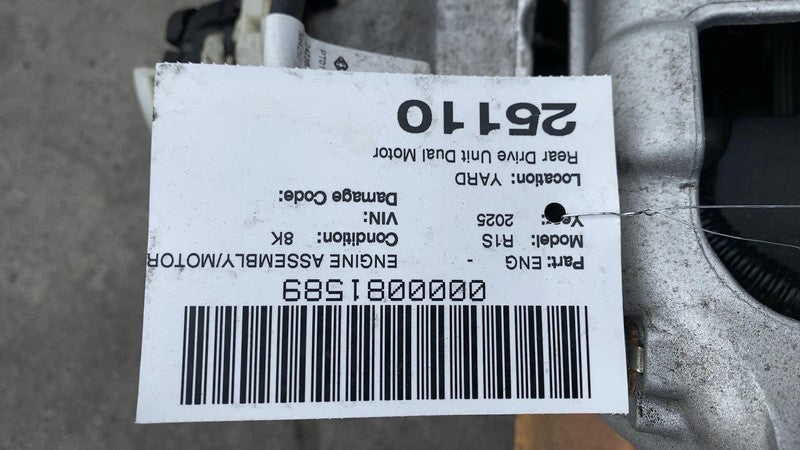 0000081589
Part: ENG - ENGINE ASSEMBLY/MOTOR
Model: R1S Condition: 8K
Year: 2025 VIN:
Damage Code:
Location: YARD
Rear Drive Unit Dual Motor
25110